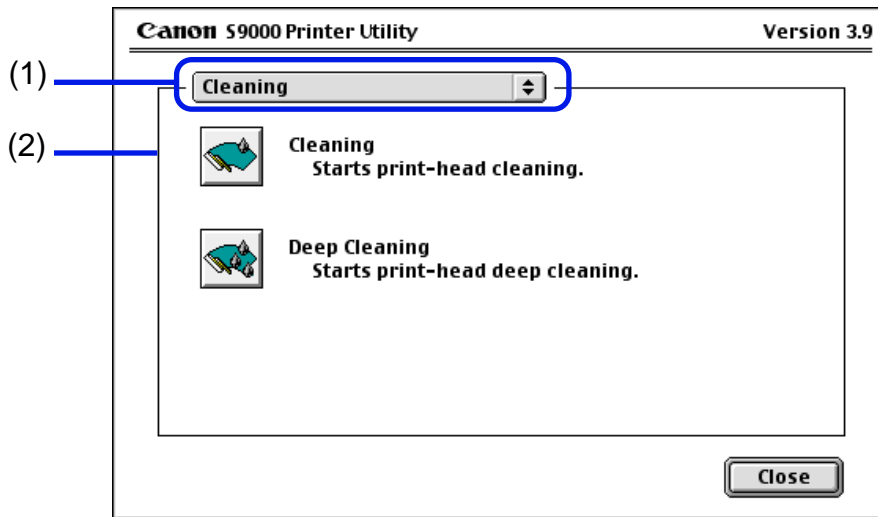 Canon S9000 Printer Utility Version 3.9
(1) Cleaning
(2)
Cleaning
Starts print-head cleaning.
Deep Cleaning
Starts print-head deep cleaning.
Close